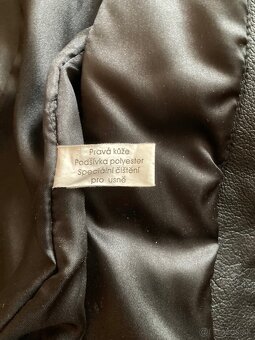 Pravá kůže
Podšívka polyester
Speciální čištění
pro usně